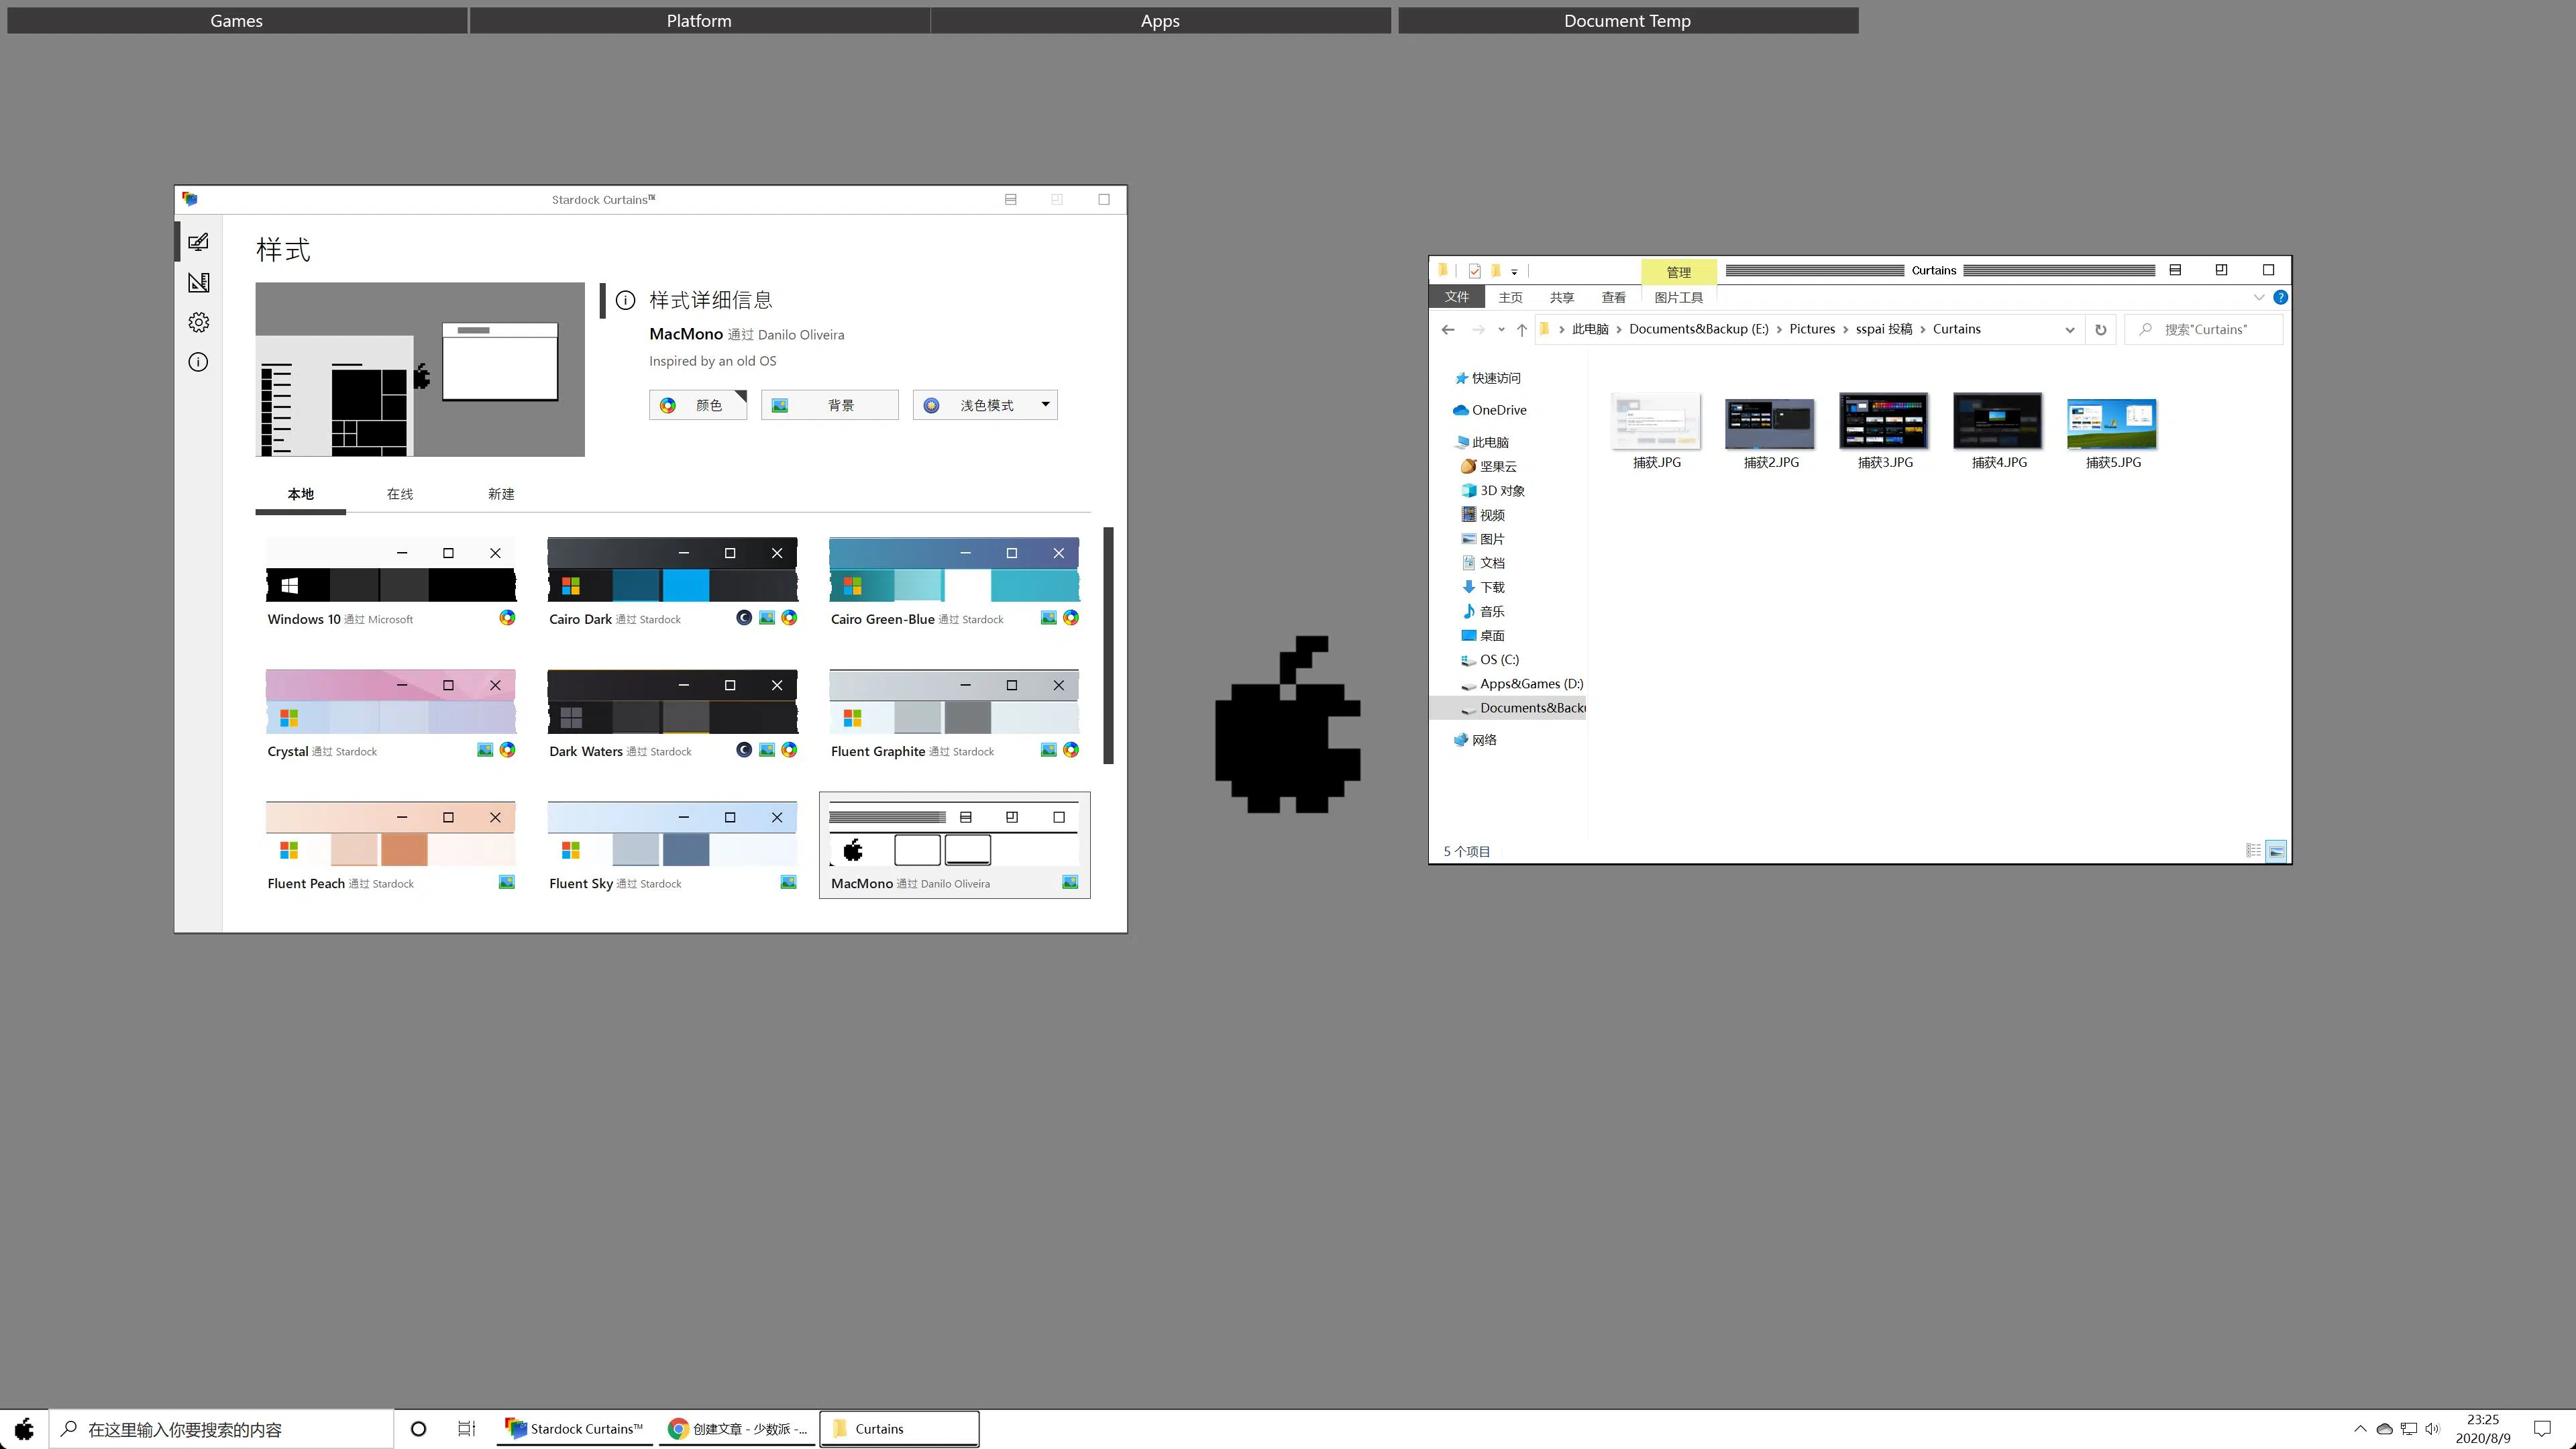 Games
Platform
Apps
Document Temp
Stardock Curtains™
样式
样式详细信息
MacMono 通过 Danilo Oliveira
Inspired by an old OS
颜色
背景
浅色模式
本地
在线
新建
Windows 10 通过 Microsoft
Cairo Dark 通过 Stardock
Cairo Green-Blue 通过 Stardock
Crystal 通过 Stardock
Dark Waters 通过 Stardock
Fluent Graphite 通过 Stardock
Fluent Peach 通过 Stardock
Fluent Sky 通过 Stardock
MacMono 通过 Danilo Oliveira
管理
Curtains
文件
主页
共享
查看
图片工具
此电脑
Documents&Backup (E:)
Pictures
sspai 投稿
Curtains
搜索"Curtains"
快速访问
OneDrive
此电脑
坚果云
3D 对象
视频
图片
文档
下载
音乐
桌面
OS (C:)
Apps&Games (D:)
Documents&Back
网络
捕获.JPG
捕获2.JPG
捕获3.JPG
捕获4.JPG
捕获5.JPG
5 个项目
在这里输入你要搜索的内容
Stardock Curtains™
创建文章 - 少数派 -...
Curtains
23:25
2020/8/9